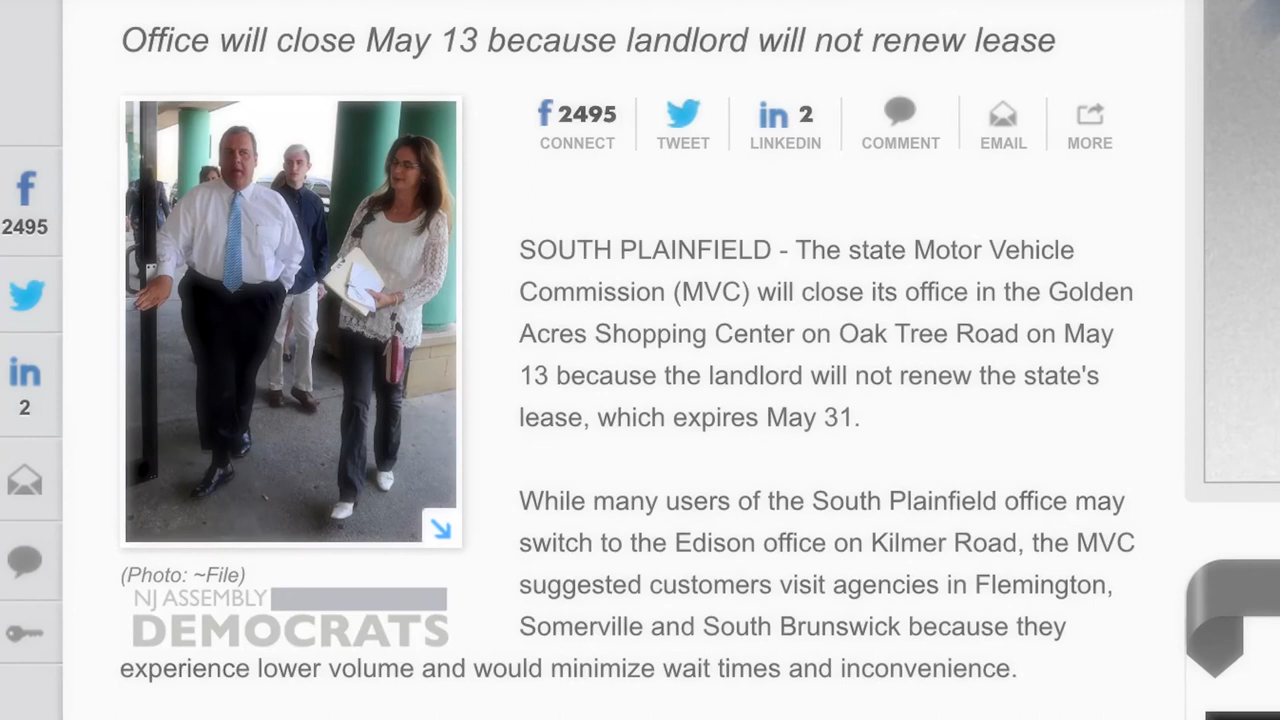 Office will close May 13 because landlord will not renew lease
2495
CONNECT
TWEET
in 2
LINKEDIN
COMMENT
EMAIL
MORE
f
2495
in
2
SOUTH PLAINFIELD - The state Motor Vehicle
Commission (MVC) will close its office in the Golden
Acres Shopping Center on Oak Tree Road on May
13 because the landlord will not renew the state's
lease, which expires May 31.
While many users of the South Plainfield office may
switch to the Edison office on Kilmer Road, the MVC
suggested customers visit agencies in Flemington,
Somerville and South Brunswick because they
experience lower volume and would minimize wait times and inconvenience.
(Photo: ~File)
NJ ASSEMBLY
DEMOCRATS